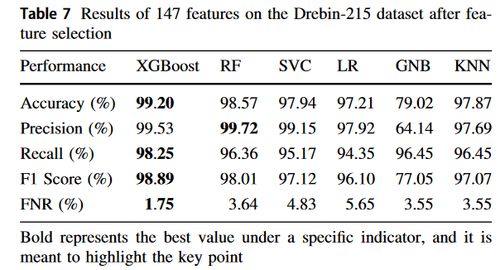 Table 7 Results of 147 features on the Drebin-215 dataset after fea-
ture selection
Performance XGBoost RF SVC LR GNB KNN
Accuracy (%) 99.20 98.57 97.94 97.21 79.02 97.87
Precision (%) 99.53 99.72 99.15 97.92 64.14 97.69
Recall (%) 98.25 96.36 95.17 94.35 96.45 96.45
F1 Score (%) 98.89 98.01 97.12 96.10 77.05 97.07
FNR (%) 1.75 3.64 4.83 5.65 3.55 3.55
Bold represents the best value under a specific indicator, and it is
meant to highlight the key point